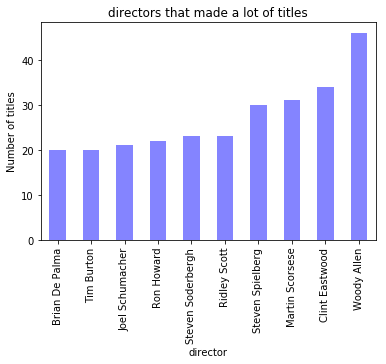 directors that made a lot of titles
Number of titles
40
30
20
10
0
Brian De Palma
Tim Burton
Joel Schumacher
Ron Howard
Steven Soderbergh
Ridley Scott
Steven Spielberg
Martin Scorsese
Clint Eastwood
Woody Allen
director